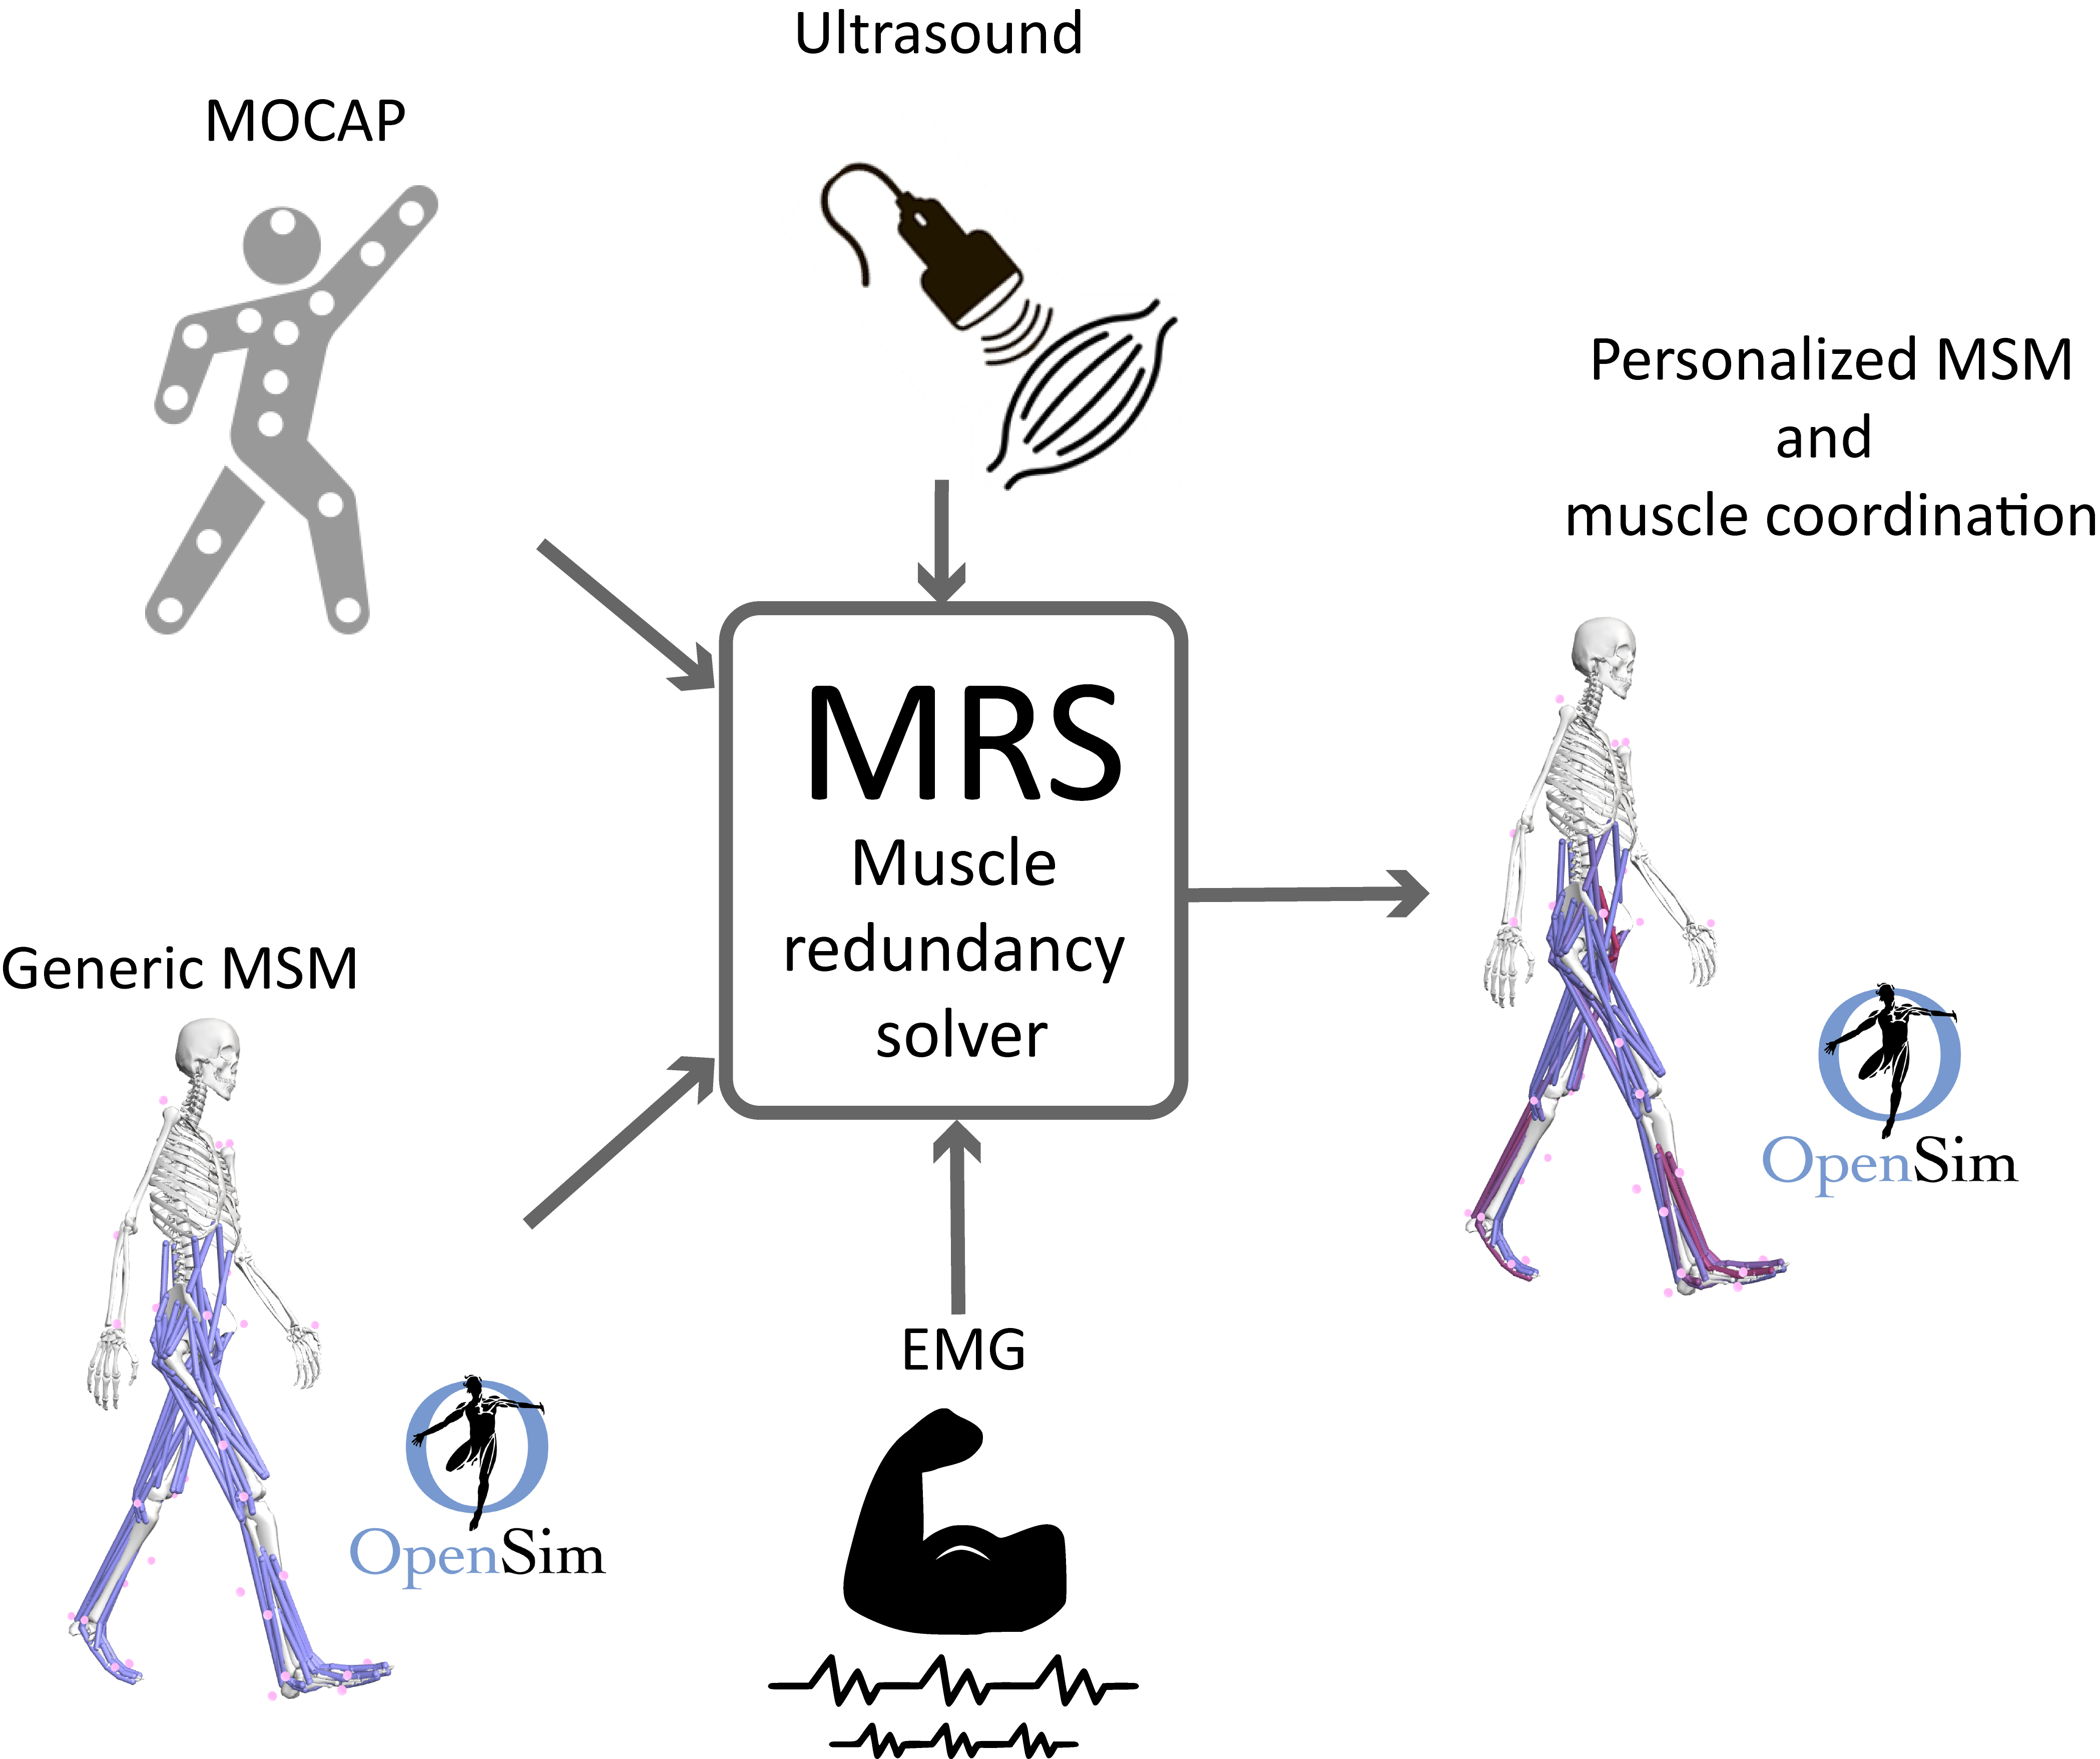 Ultrasound
MOCAP
Personalized MSM
and
muscle coordination
MRS
Muscle
redundancy
solver
Generic MSM
OpenSim
EMG
OpenSim